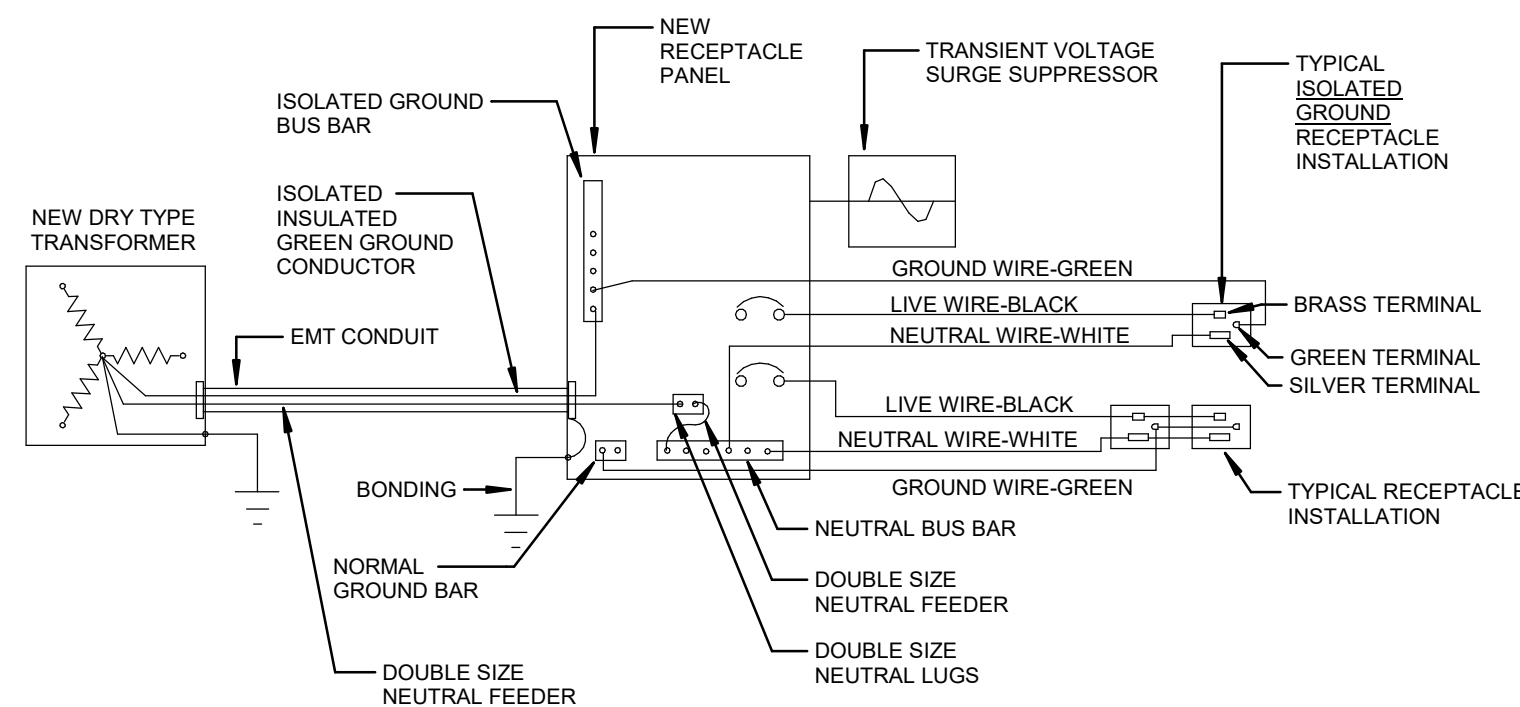 NEW
RECEPTACLE
PANEL
TRANSIENT VOLTAGE
SURGE SUPPRESSOR
TYPICAL
ISOLATED
GROUND
RECEPTACLE
INSTALLATION
ISOLATED GROUND
BUS BAR
ISOLATED
INSULATED
GREEN GROUND
CONDUCTOR
NEW DRY TYPE
TRANSFORMER
GROUND WIRE-GREEN
LIVE WIRE-BLACK
BRASS TERMINAL
EMT CONDUIT
NEUTRAL WIRE-WHITE
GREEN TERMINAL
SILVER TERMINAL
LIVE WIRE-BLACK
NEUTRAL WIRE-WHITE
BONDING
GROUND WIRE-GREEN
TYPICAL RECEPTACLE
INSTALLATION
NEUTRAL BUS BAR
NORMAL
GROUND BAR
DOUBLE SIZE
NEUTRAL FEEDER
DOUBLE SIZE
NEUTRAL LUGS
DOUBLE SIZE
NEUTRAL FEEDER